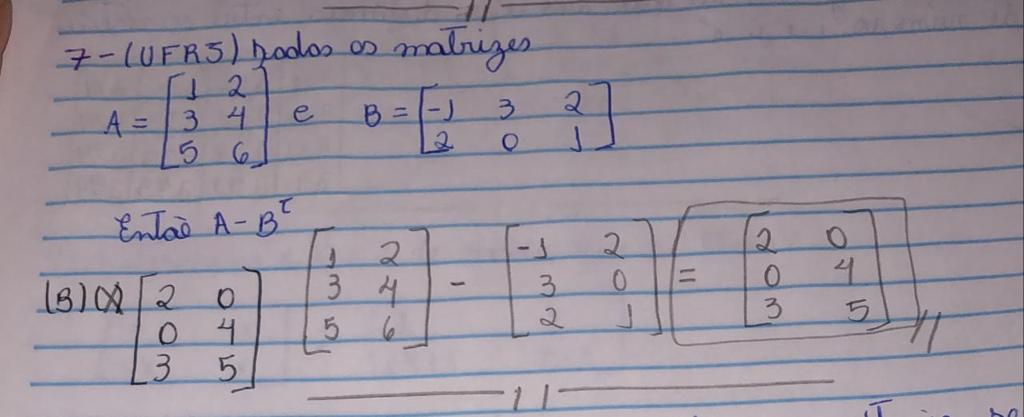 7-(UFRS) Dados as matrizes
A = [1 2
3 4
5 6] e B = [-1 3 2
2 0 1]
Então A - Bᵗ
(B) (X) [2 0
0 4
3 5] [1 2
3 4
5 6] - [-1 2
3 0
2 1] = [2 0
0 4
3 5] //